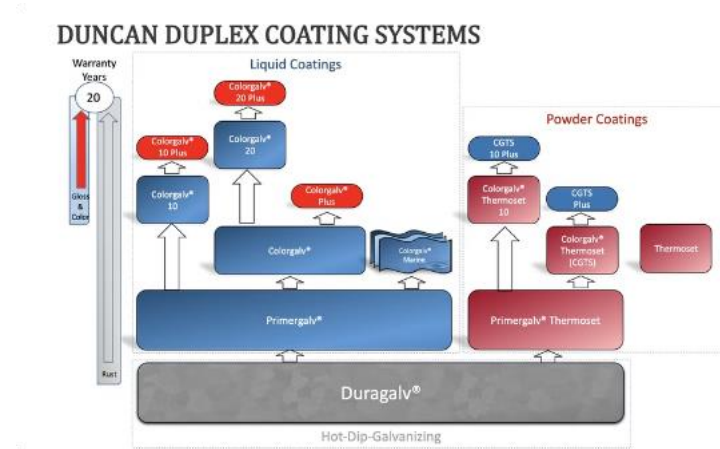 DUNCAN DUPLEX COATING SYSTEMS
Warranty
Years
20
Gloss
&
Color
Rust
Liquid Coatings
Colorgalv®
20 Plus
Colorgalv®
10 Plus
Colorgalv®
20
Colorgalv®
10
Colorgalv®
Plus
Colorgalv®
Colorgalv®
Marine
Primergalv®
Powder Coatings
CGTS
10 Plus
Colorgalv®
Thermoset
10
CGTS
Plus
Colorgalv®
Thermoset
(CGTS)
Thermoset
Primergalv® Thermoset
Duragalv®
Hot-Dip-Galvanizing